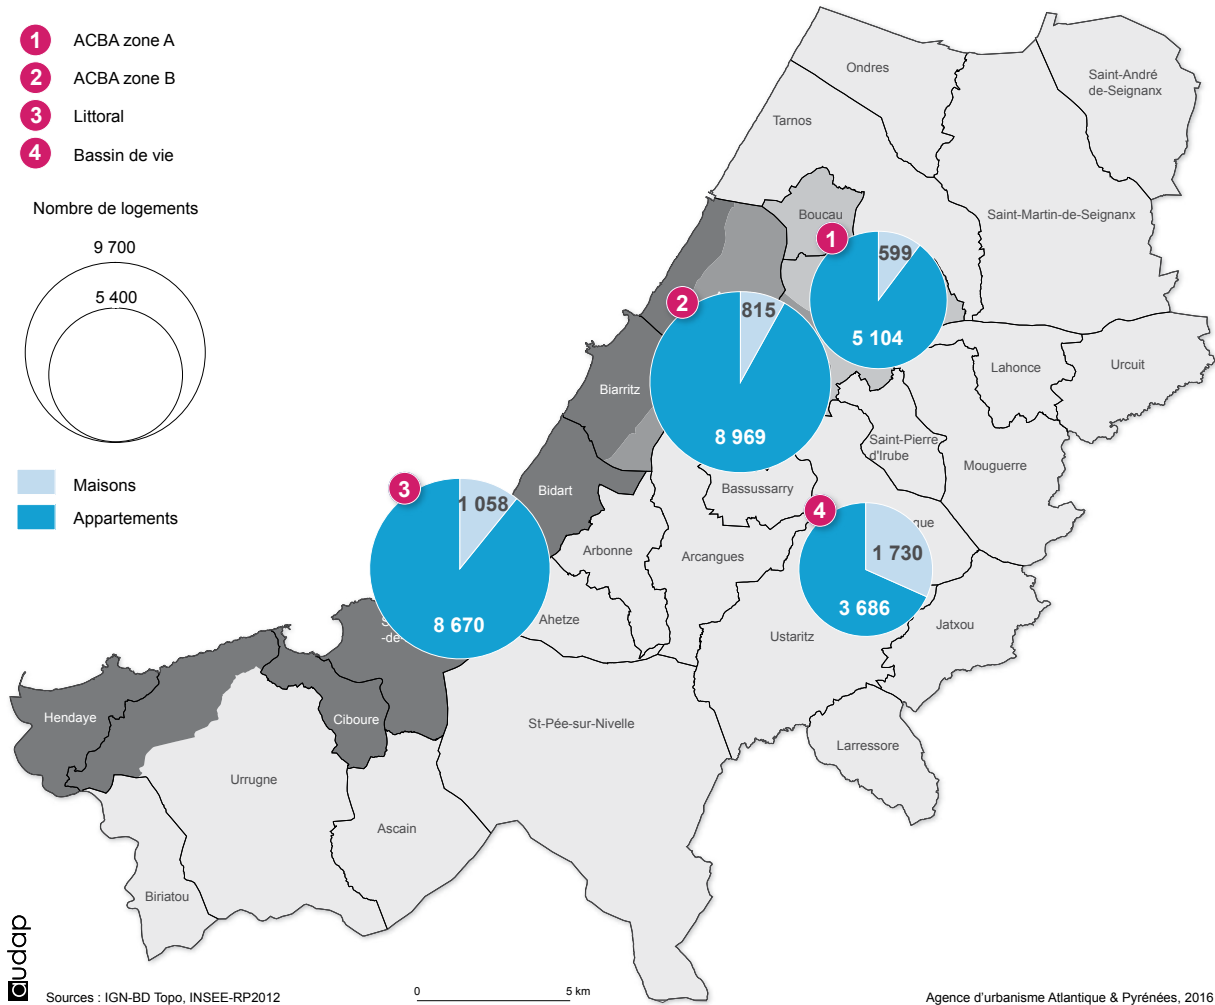 1 ACBA zone A
2 ACBA zone B
3 Littoral
4 Bassin de vie
Nombre de logements
9 700
5 400
Maisons
Appartements
Ondres
Saint-André
de-Seignanx
Tarnos
Saint-Martin-de-Seignanx
Boucau
1
599
5 104
2
815
8 969
Lahonce
Urcuit
Biarritz
Saint-Pierre
d'Irube
Mouguerre
Bidart
Bassussarry
3
1 058
8 670
4
1 730
3 686
Arbonne
Arcangues
Ahetze
Ustaritz
Jatxou
Hendaye
Ciboure
St-Pée-sur-Nivelle
Larressore
Urrugne
Ascain
Biriatou
audap
Sources : IGN-BD Topo, INSEE-RP2012
0 5 km
Agence d'urbanisme Atlantique & Pyrénées, 2016